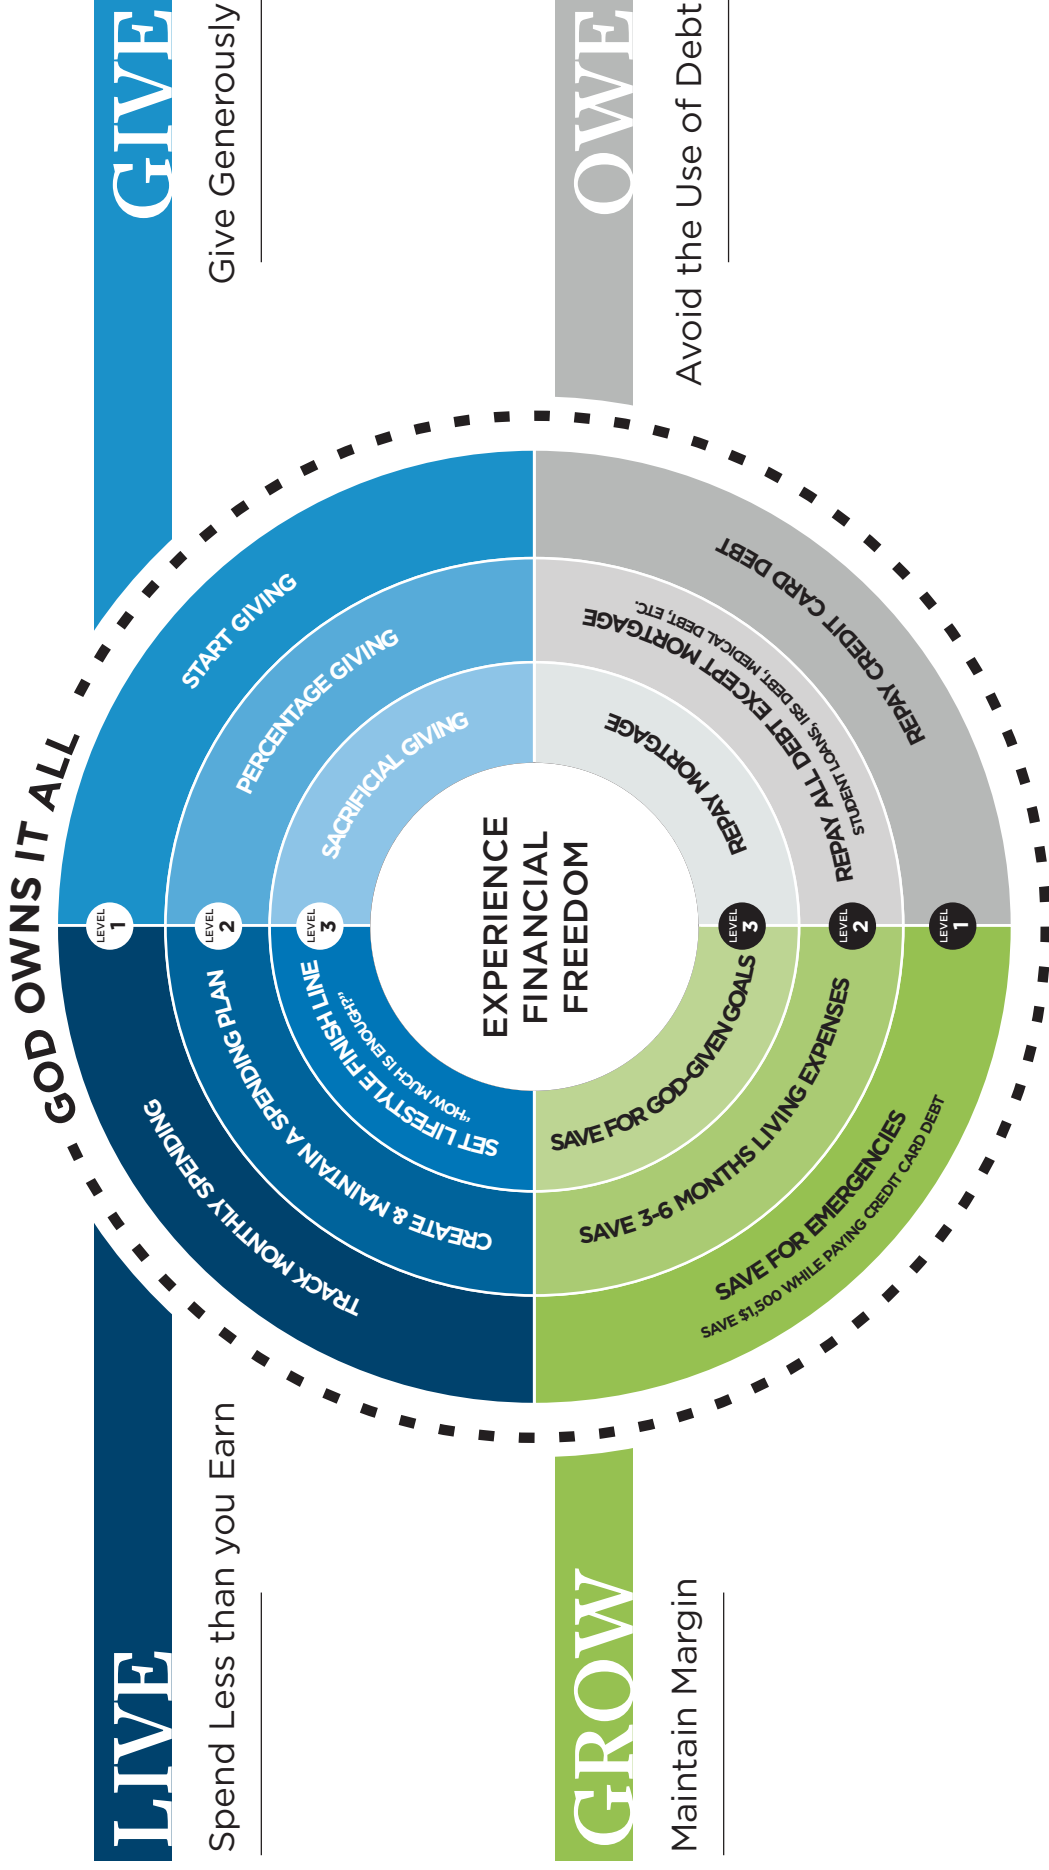 GOD OWNS IT ALL
LIVE
Spend Less than you Earn
GIVE
Give Generously
TRACK MONTHLY SPENDING
CREATE & MAINTAIN A SPENDING PLAN
SET LIFESTYLE FINISH LINE
"HOW MUCH IS ENOUGH?"
LEVEL
1
LEVEL
2
LEVEL
3
START GIVING
PERCENTAGE GIVING
SACRIFICIAL GIVING
EXPERIENCE
FINANCIAL
FREEDOM
GROW
Maintain Margin
OWE
Avoid the Use of Debt
SAVE FOR GOD-GIVEN GOALS
SAVE 3-6 MONTHS LIVING EXPENSES
SAVE FOR EMERGENCIES
SAVE $1,500 WHILE PAYING CREDIT CARD DEBT
LEVEL
3
LEVEL
2
LEVEL
1
REPAY MORTGAGE
REPAY ALL DEBT EXCEPT MORTGAGE
STUDENT LOANS, IRS DEBT, MEDICAL DEBT, ETC.
REPAY CREDIT CARD DEBT